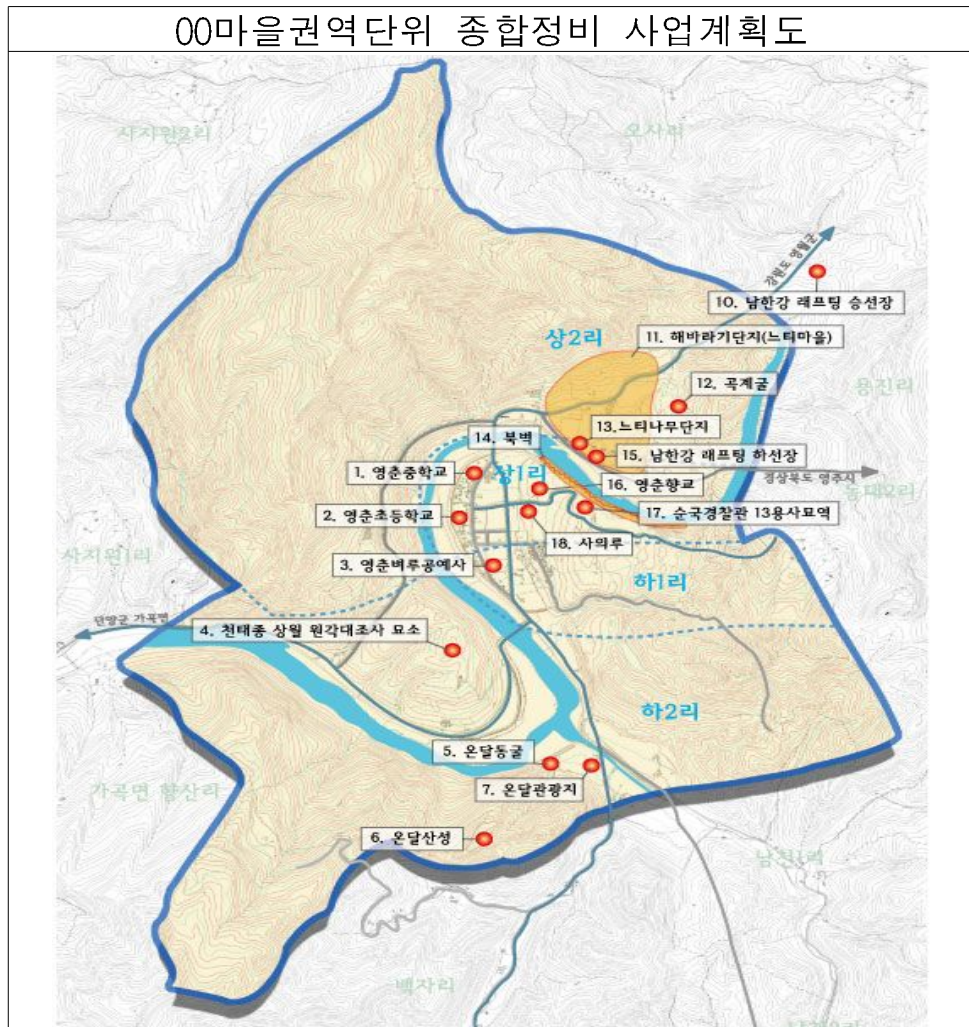 00마을권역단위 종합정비 사업계획도
사지원2리
오사리
강원도 영월군
10. 남한강 래프팅 승선장
상2리
11. 해바라기단지(느티마을)
용진리
12. 곡계굴
13.느티나무단지
14. 북벽
15. 남한강 래프팅 하선장
1. 영춘중학교
상1리
경상북도 영주시
16. 영춘향교
동대2리
2. 영춘초등학교
17. 순국경찰관 13용사묘역
18. 사의루
사지원1리
3. 영춘벼루공예사
하1리
단양군 가곡면
4. 천태종 상월 원각대조사 묘소
하2리
5. 온달동굴
7. 온달관광지
가곡면 향산리
6. 온달산성
남천1리
백자리